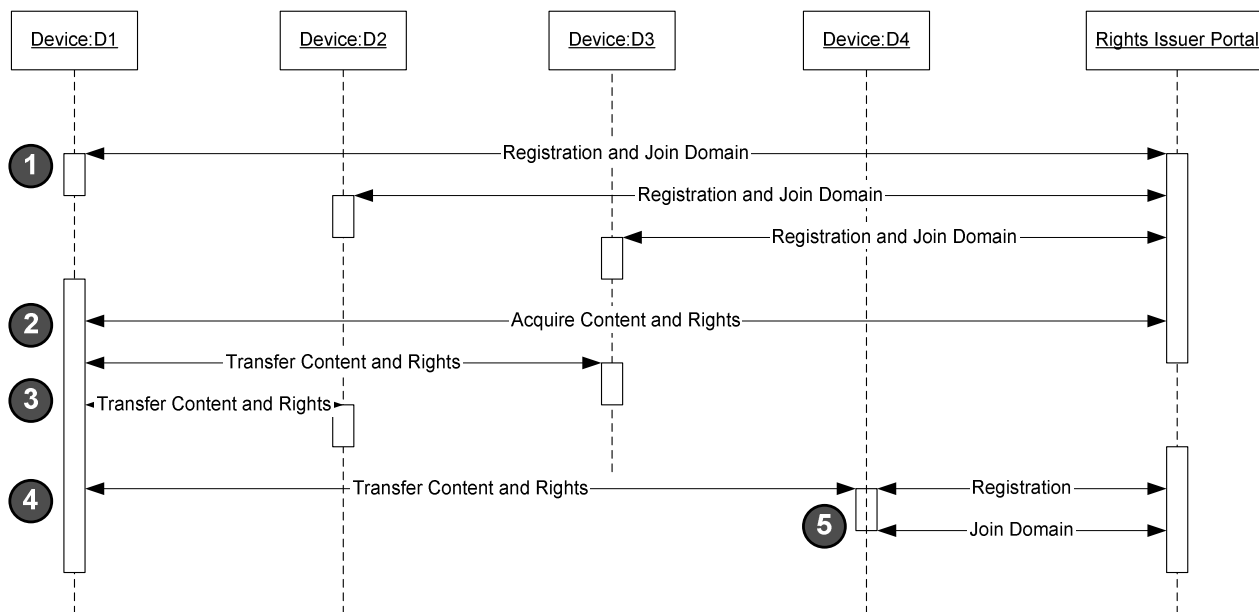 Device:D1
Device:D2
Device:D3
Device:D4
Rights Issuer Portal
1
Registration and Join Domain
Registration and Join Domain
Registration and Join Domain
2
Acquire Content and Rights
Transfer Content and Rights
3
Transfer Content and Rights
4
Transfer Content and Rights
Registration
5
Join Domain